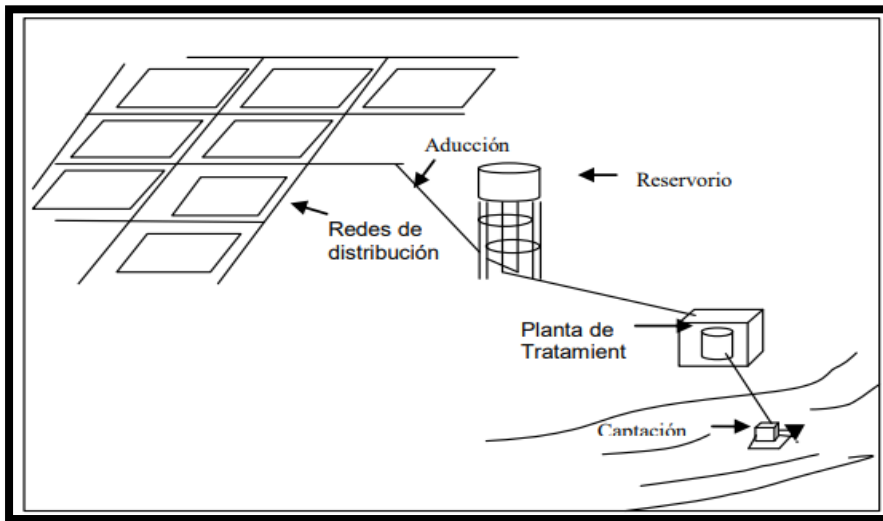 Aducción
Reservorio
Redes de
distribución
Planta de
Tratamient
Captación